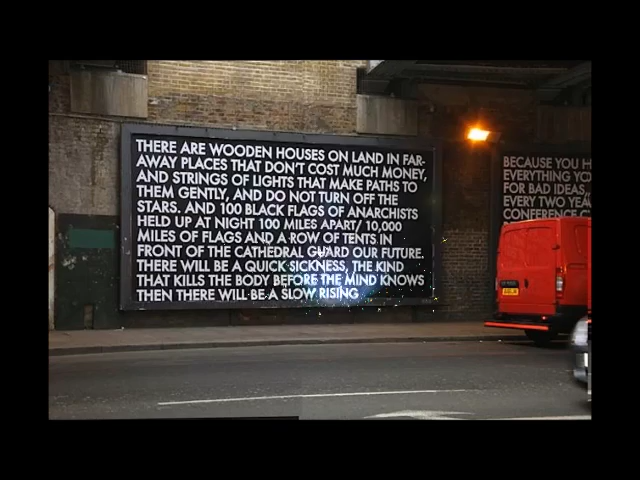 THERE ARE WOODEN HOUSES ON LAND IN FAR-
AWAY PLACES THAT DON'T COST MUCH MONEY,
AND STRINGS OF LIGHTS THAT MAKE PATHS TO
THEM GENTLY, AND DO NOT TURN OFF THE
STARS. AND 100 BLACK FLAGS OF ANARCHISTS
HELD UP AT NIGHT 100 MILES APART/ 10,000
MILES OF FLAGS AND A ROW OF TENTS IN
FRONT OF THE CATHEDRAL GUARD OUR FUTURE.
THERE WILL BE A QUICK SICKNESS, THE KIND
THAT KILLS THE BODY BEFORE THE MIND KNOWS
THEN THERE WILL BE A SLOW RISING
BECAUSE YOU H
EVERYTHING YO
FOR BAD IDEAS,
EVERY TWO YEA
CONFERENCE